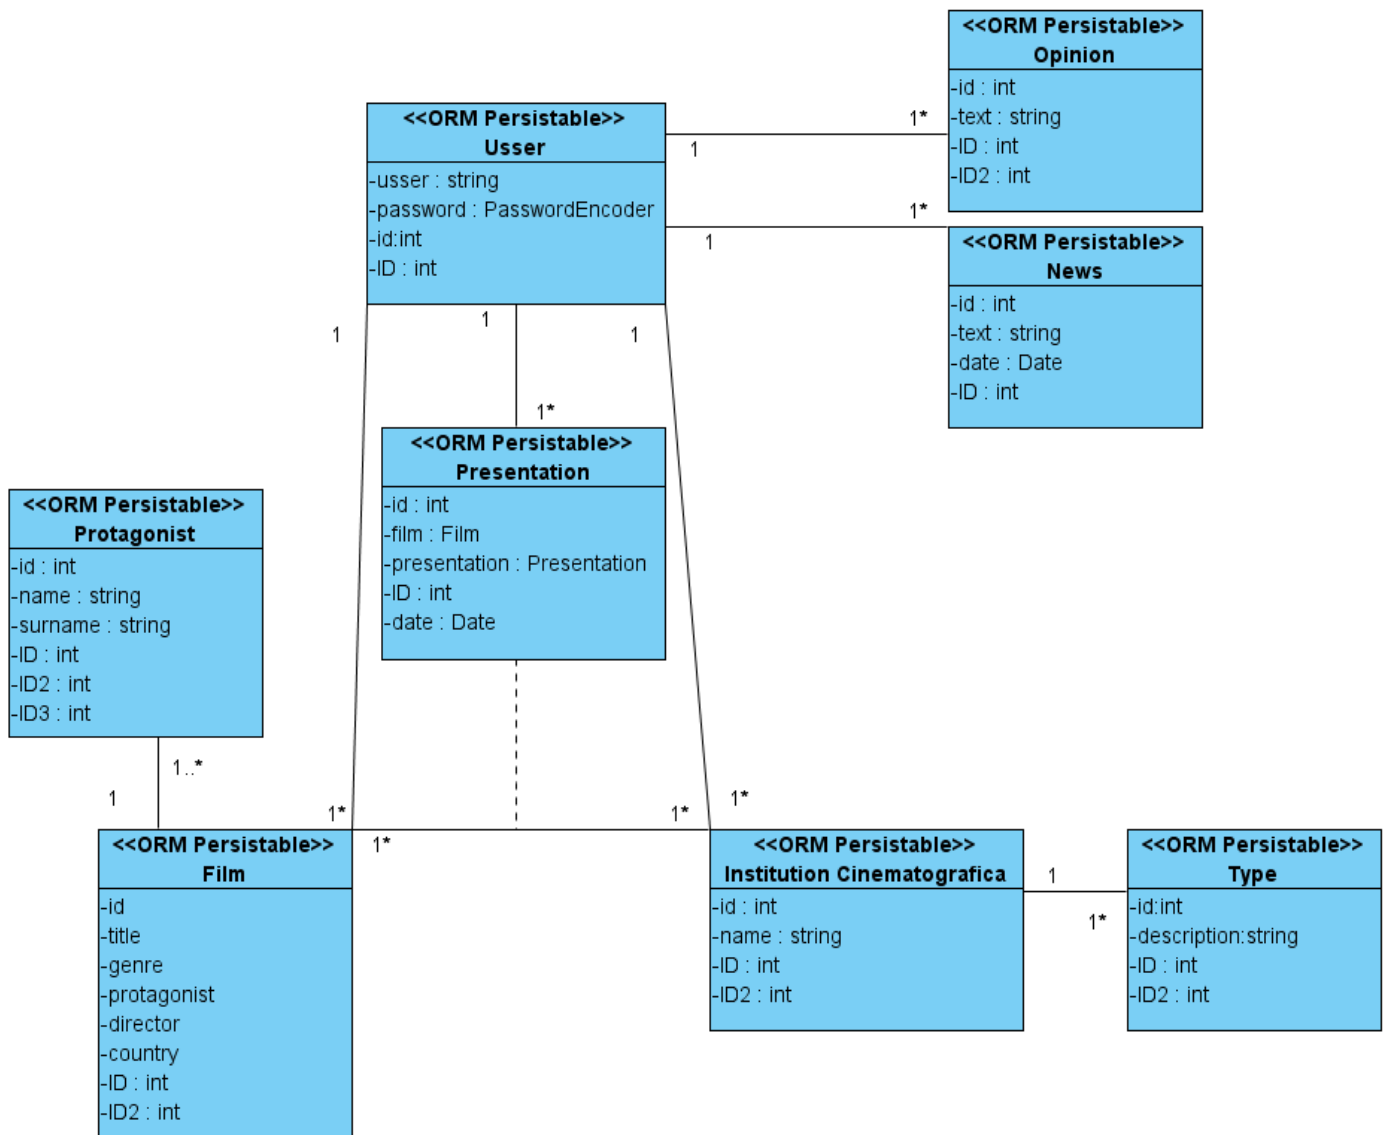 <<ORM Persistable>>
Opinion
-id : int
-text : string
-ID : int
-ID2 : int
<<ORM Persistable>>
Usser
-usser : string
-password : PasswordEncoder
-id:int
-ID : int
1
1*
1
1*
<<ORM Persistable>>
News
-id : int
-text : string
-date : Date
-ID : int
1
1
1
1*
<<ORM Persistable>>
Presentation
-id : int
-film : Film
-presentation : Presentation
-ID : int
-date : Date
<<ORM Persistable>>
Protagonist
-id : int
-name : string
-surname : string
-ID : int
-ID2 : int
-ID3 : int
1..*
1
1*
1*
1*
1*
<<ORM Persistable>>
Film
-id
-title
-genre
-protagonist
-director
-country
-ID : int
-ID2 : int
<<ORM Persistable>>
Institution Cinematografica
-id : int
-name : string
-ID : int
-ID2 : int
1
1*
<<ORM Persistable>>
Type
-id:int
-description:string
-ID : int
-ID2 : int